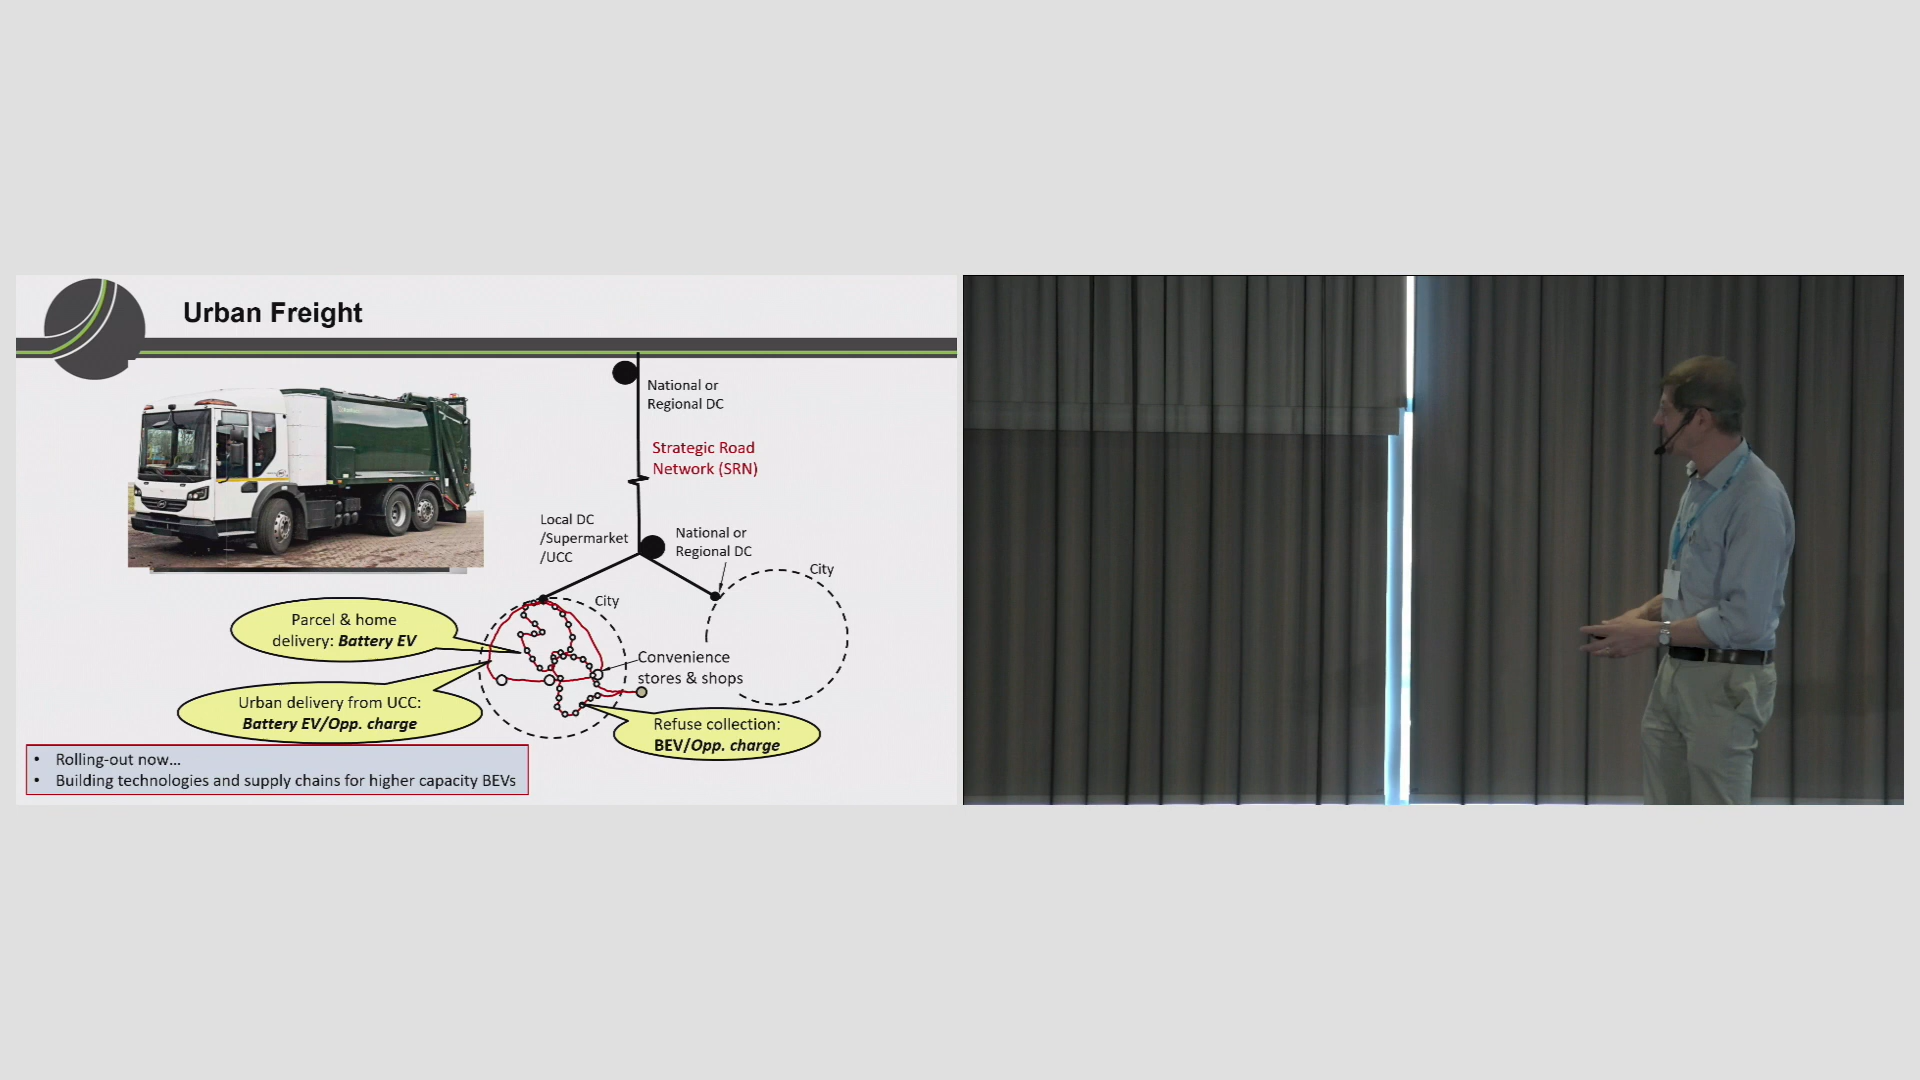 Urban Freight
National or
Regional DC
Strategic Road
Network (SRN)
Local DC
/Supermarket
/UCC
National or
Regional DC
City
City
Parcel & home
delivery: Battery EV
Convenience
stores & shops
Urban delivery from UCC:
Battery EV/Opp. charge
Refuse collection:
BEV/Opp. charge
• Rolling-out now...
• Building technologies and supply chains for higher capacity BEVs